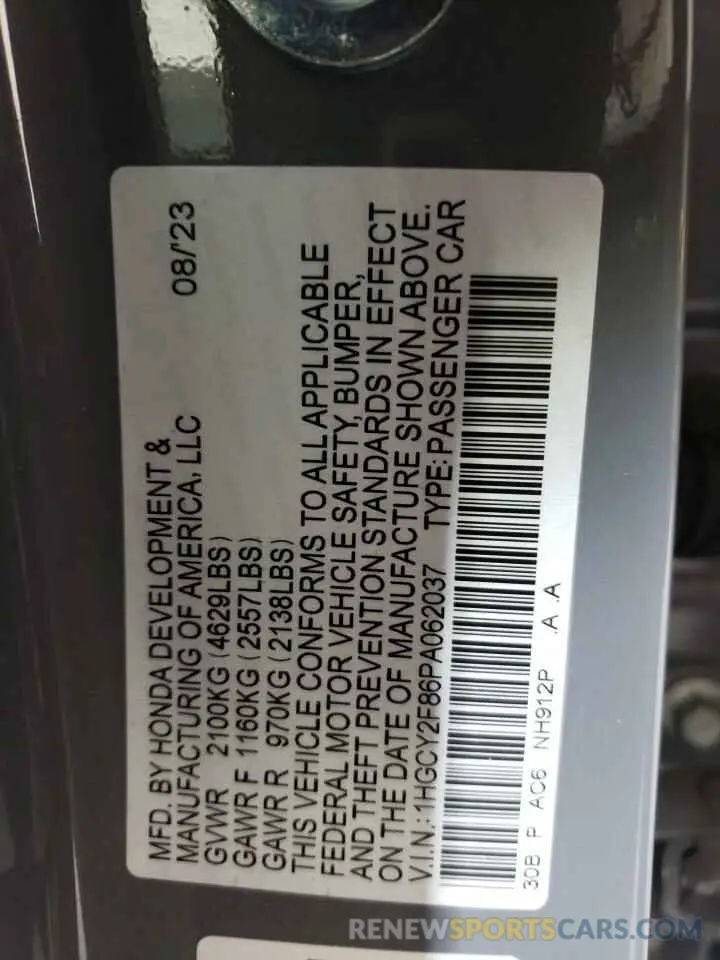 MFD. BY HONDA DEVELOPMENT &
MANUFACTURING OF AMERICA, LLC 08/'23
GVWR 2100KG (4629LBS)
GAWR F 1160KG (2557LBS)
GAWR R 970KG (2138LBS)
THIS VEHICLE CONFORMS TO ALL APPLICABLE
FEDERAL MOTOR VEHICLE SAFETY, BUMPER,
AND THEFT PREVENTION STANDARDS IN EFFECT
ON THE DATE OF MANUFACTURE SHOWN ABOVE.
V.I.N.: 1HGCY2F86PA062037 TYPE: PASSENGER CAR
30B P AC6 NH912P .A .A
RENEWSPORTSCARS.COM